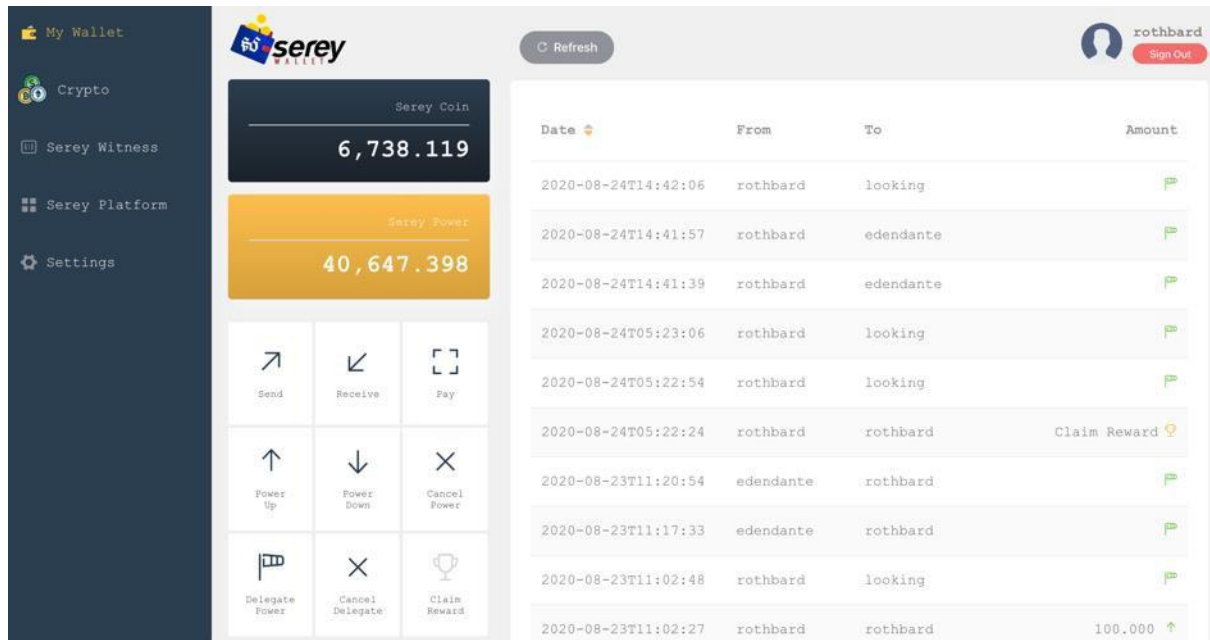 My Wallet
Crypto
Serey Witness
Serey Platform
Settings
សុ serey
WALLET
Refresh
rothbard
Sign Out
Serey Coin
6,738.119
Serey Power
40,647.398
Send Receive Pay
Power Up Power Down Cancel Power
Delegate Power Cancel Delegate Claim Reward
Date From To Amount
2020-08-24T14:42:06 rothbard looking
2020-08-24T14:41:57 rothbard edendante
2020-08-24T14:41:39 rothbard edendante
2020-08-24T05:23:06 rothbard looking
2020-08-24T05:22:54 rothbard looking
2020-08-24T05:22:24 rothbard rothbard Claim Reward
2020-08-23T11:20:54 edendante rothbard
2020-08-23T11:17:33 edendante rothbard
2020-08-23T11:02:48 rothbard looking
2020-08-23T11:02:27 rothbard rothbard 100.000